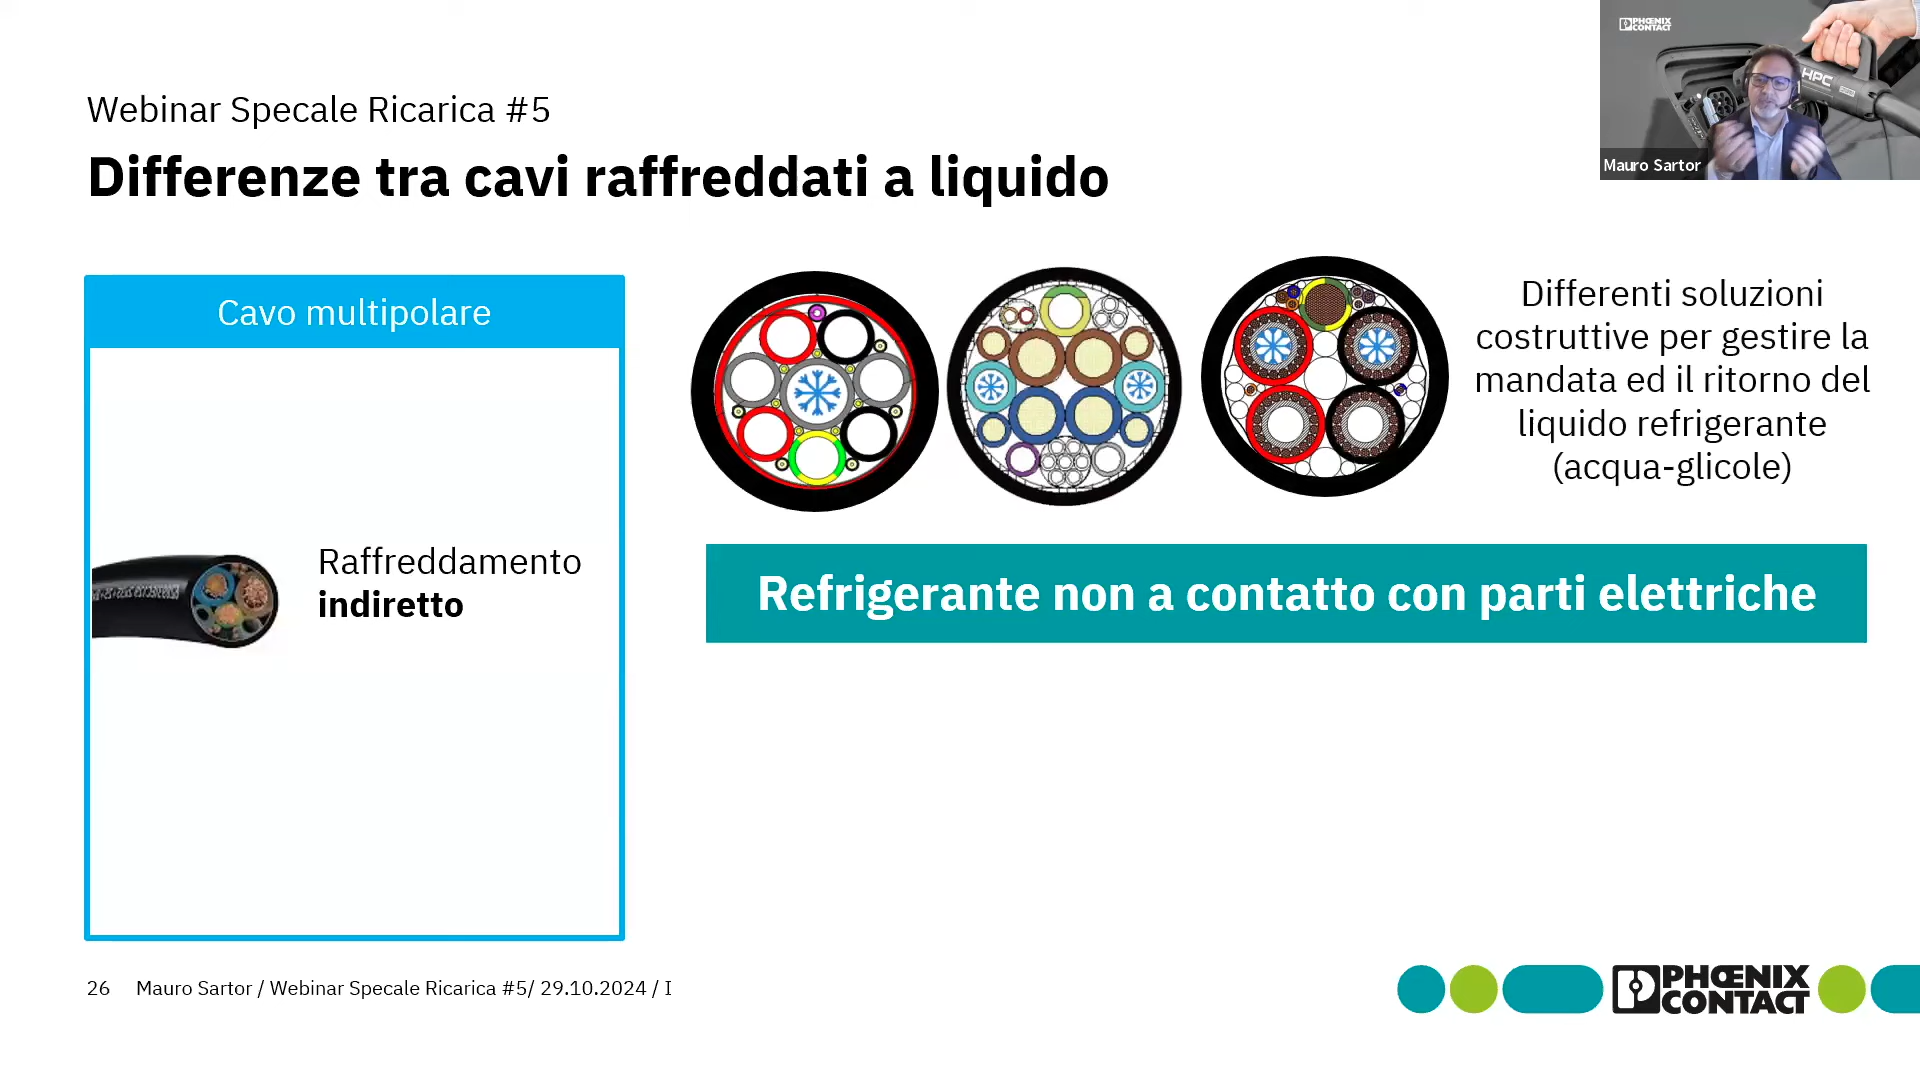 Webinar Specale Ricarica #5
Differenze tra cavi raffreddati a liquido
PHŒNIX
CONTACT
HPC
Mauro Sartor
Cavo multipolare
Raffreddamento
indiretto
Differenti soluzioni
costruttive per gestire la
mandata ed il ritorno del
liquido refrigerante
(acqua-glicole)
Refrigerante non a contatto con parti elettriche
26 Mauro Sartor / Webinar Specale Ricarica #5/ 29.10.2024 / I
PHŒNIX
CONTACT